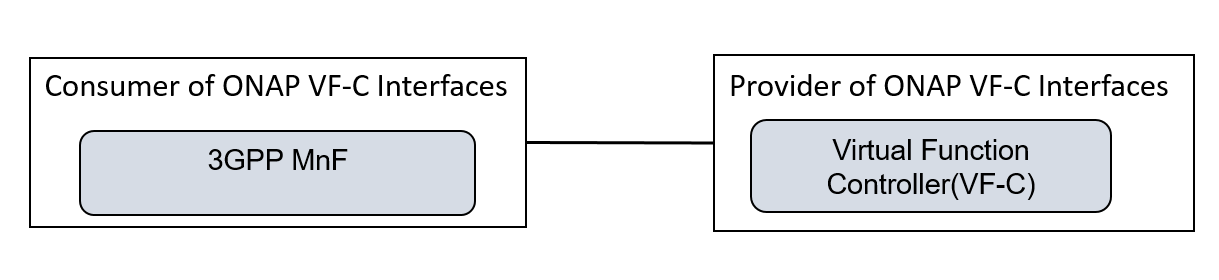 Consumer of ONAP VF-C Interfaces
3GPP MnF
Provider of ONAP VF-C Interfaces
Virtual Function
Controller(VF-C)